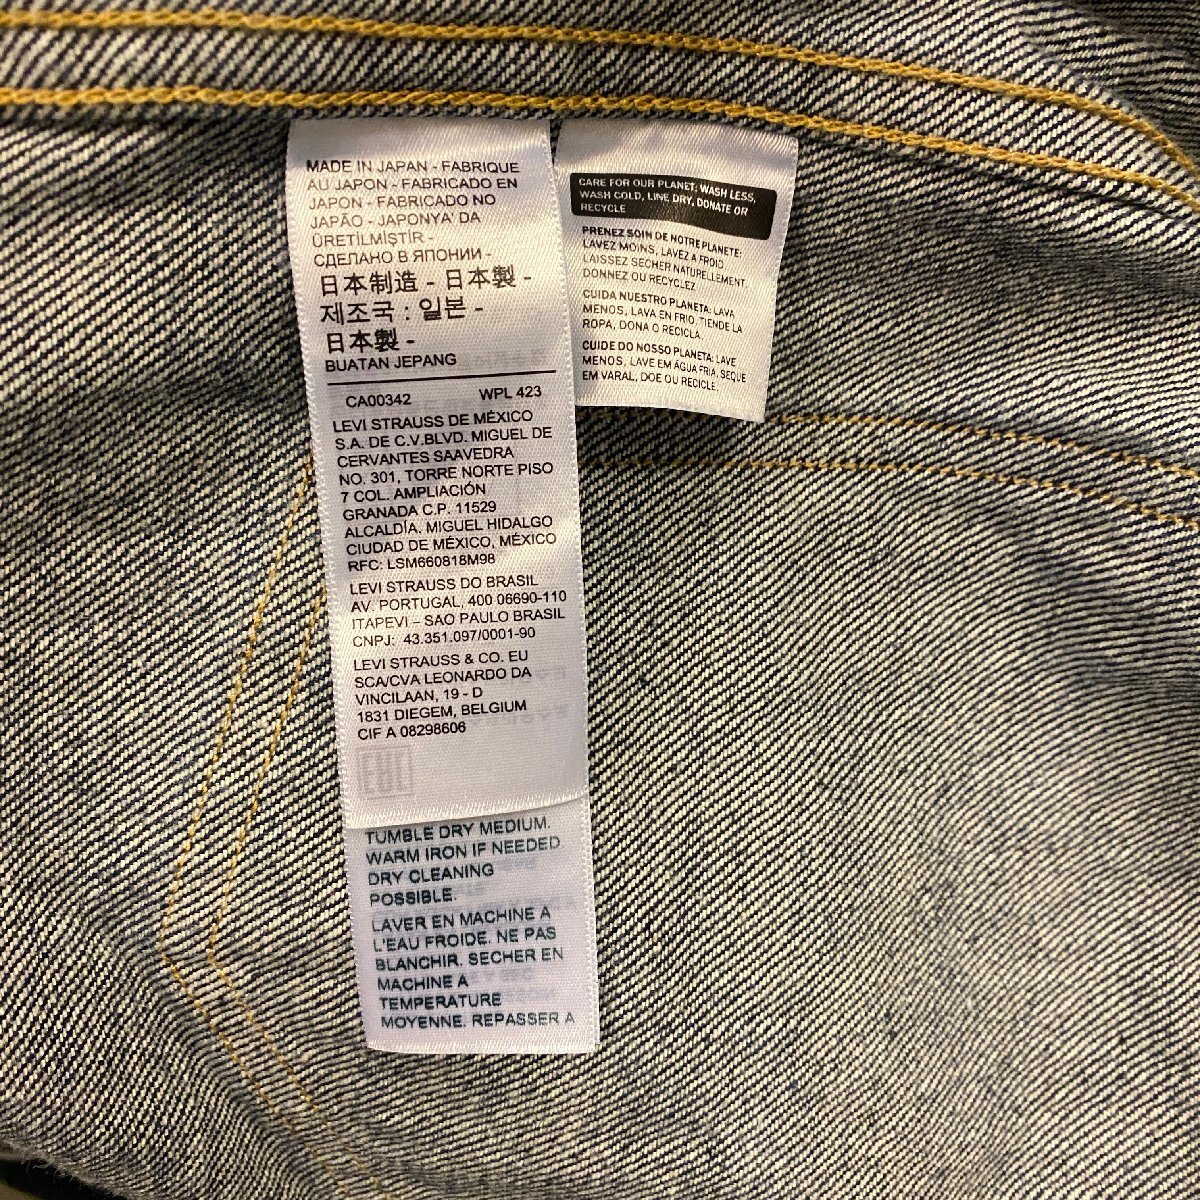 MADE IN JAPAN - FABRIQUE
AU JAPON - FABRICADO EN
JAPON - FABRICADO NO
JAPÃO - JAPONYA' DA
ÜRETİLMİŞTİR -
СДЕЛАНО В ЯПОНИИ -
日本制造 - 日本製 -
제조국 : 일본 -
日本製 -
BUATAN JEPANG
CA00342 WPL 423
LEVI STRAUSS DE MÉXICO
S.A. DE C.V.BLVD. MIGUEL DE
CERVANTES SAAVEDRA
NO. 301, TORRE NORTE PISO
7 COL. AMPLIACIÓN
GRANADA C.P. 11529
ALCALDÍA. MIGUEL HIDALGO
CIUDAD DE MÉXICO, MÉXICO
RFC: LSM660818M98
LEVI STRAUSS DO BRASIL
AV. PORTUGAL, 400 06690-110
ITAPEVI – SAO PAULO BRASIL
CNPJ: 43.351.097/0001-90
LEVI STRAUSS & CO. EU
SCA/CVA LEONARDO DA
VINCILAAN, 19 - D
1831 DIEGEM, BELGIUM
CIF A 08298606
EAC
TUMBLE DRY MEDIUM.
WARM IRON IF NEEDED
DRY CLEANING
POSSIBLE.
LAVER EN MACHINE A
L'EAU FROIDE. NE PAS
BLANCHIR. SECHER EN
MACHINE A
TEMPERATURE
MOYENNE. REPASSER A
CARE FOR OUR PLANET: WASH LESS,
WASH COLD, LINE DRY, DONATE OR
RECYCLE
PRENEZ SOIN DE NOTRE PLANETE:
LAVEZ MOINS, LAVEZ A FROID,
LAISSEZ SECHER NATURELLEMENT,
DONNEZ OU RECYCLEZ
CUIDA NUESTRO PLANETA: LAVA
MENOS, LAVA EN FRIO, TIENDE LA
ROPA, DONA O RECICLA.
CUIDE DO NOSSO PLANETA: LAVE
MENOS, LAVE EM ÁGUA FRIA, SEQUE
EM VARAL, DOE OU RECICLE.